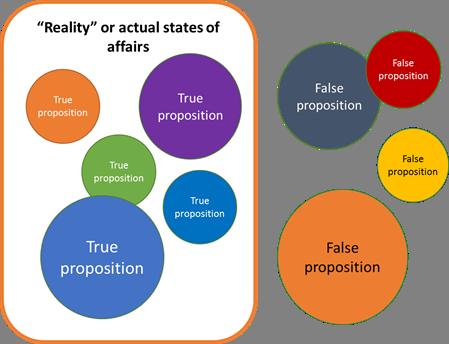 “Reality” or actual states of
affairs
True
proposition
True
proposition
True
proposition
True
proposition
True
proposition
False
proposition
False
proposition
False
proposition
False
proposition